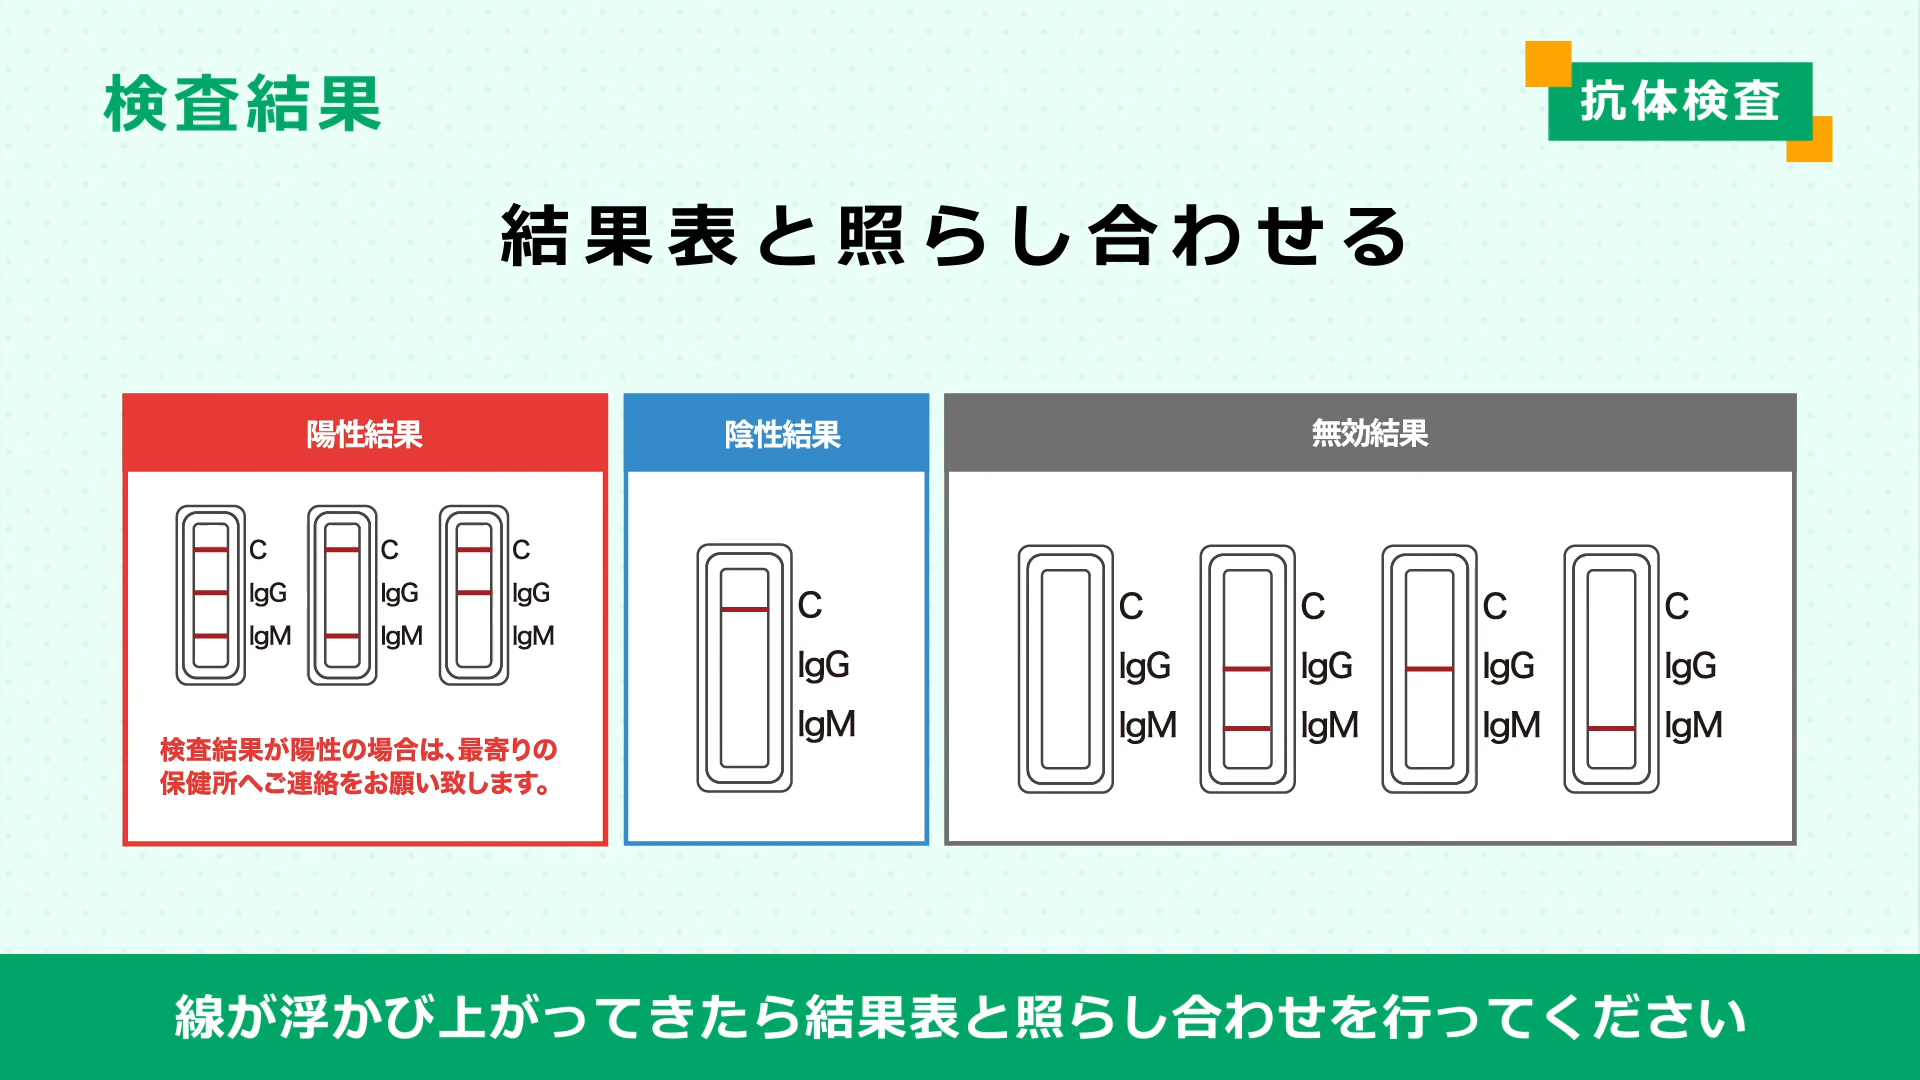 検査結果
抗体検査
結果表と照らし合わせる
陽性結果
C
IgG
IgM
C
IgG
IgM
C
IgG
IgM
検査結果が陽性の場合は、最寄りの
保健所へご連絡をお願い致します。
陰性結果
C
IgG
IgM
無効結果
C
IgG
IgM
C
IgG
IgM
C
IgG
IgM
C
IgG
IgM
線が浮かび上がってきたら結果表と照らし合わせを行ってください